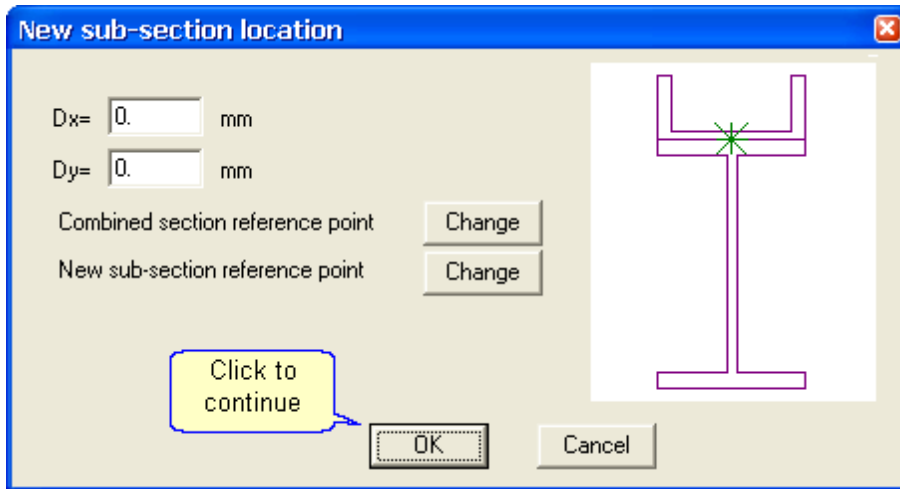 New sub-section location
Dx= 0. mm
Dy= 0. mm
Combined section reference point Change
New sub-section reference point Change
Click to
continue
OK Cancel